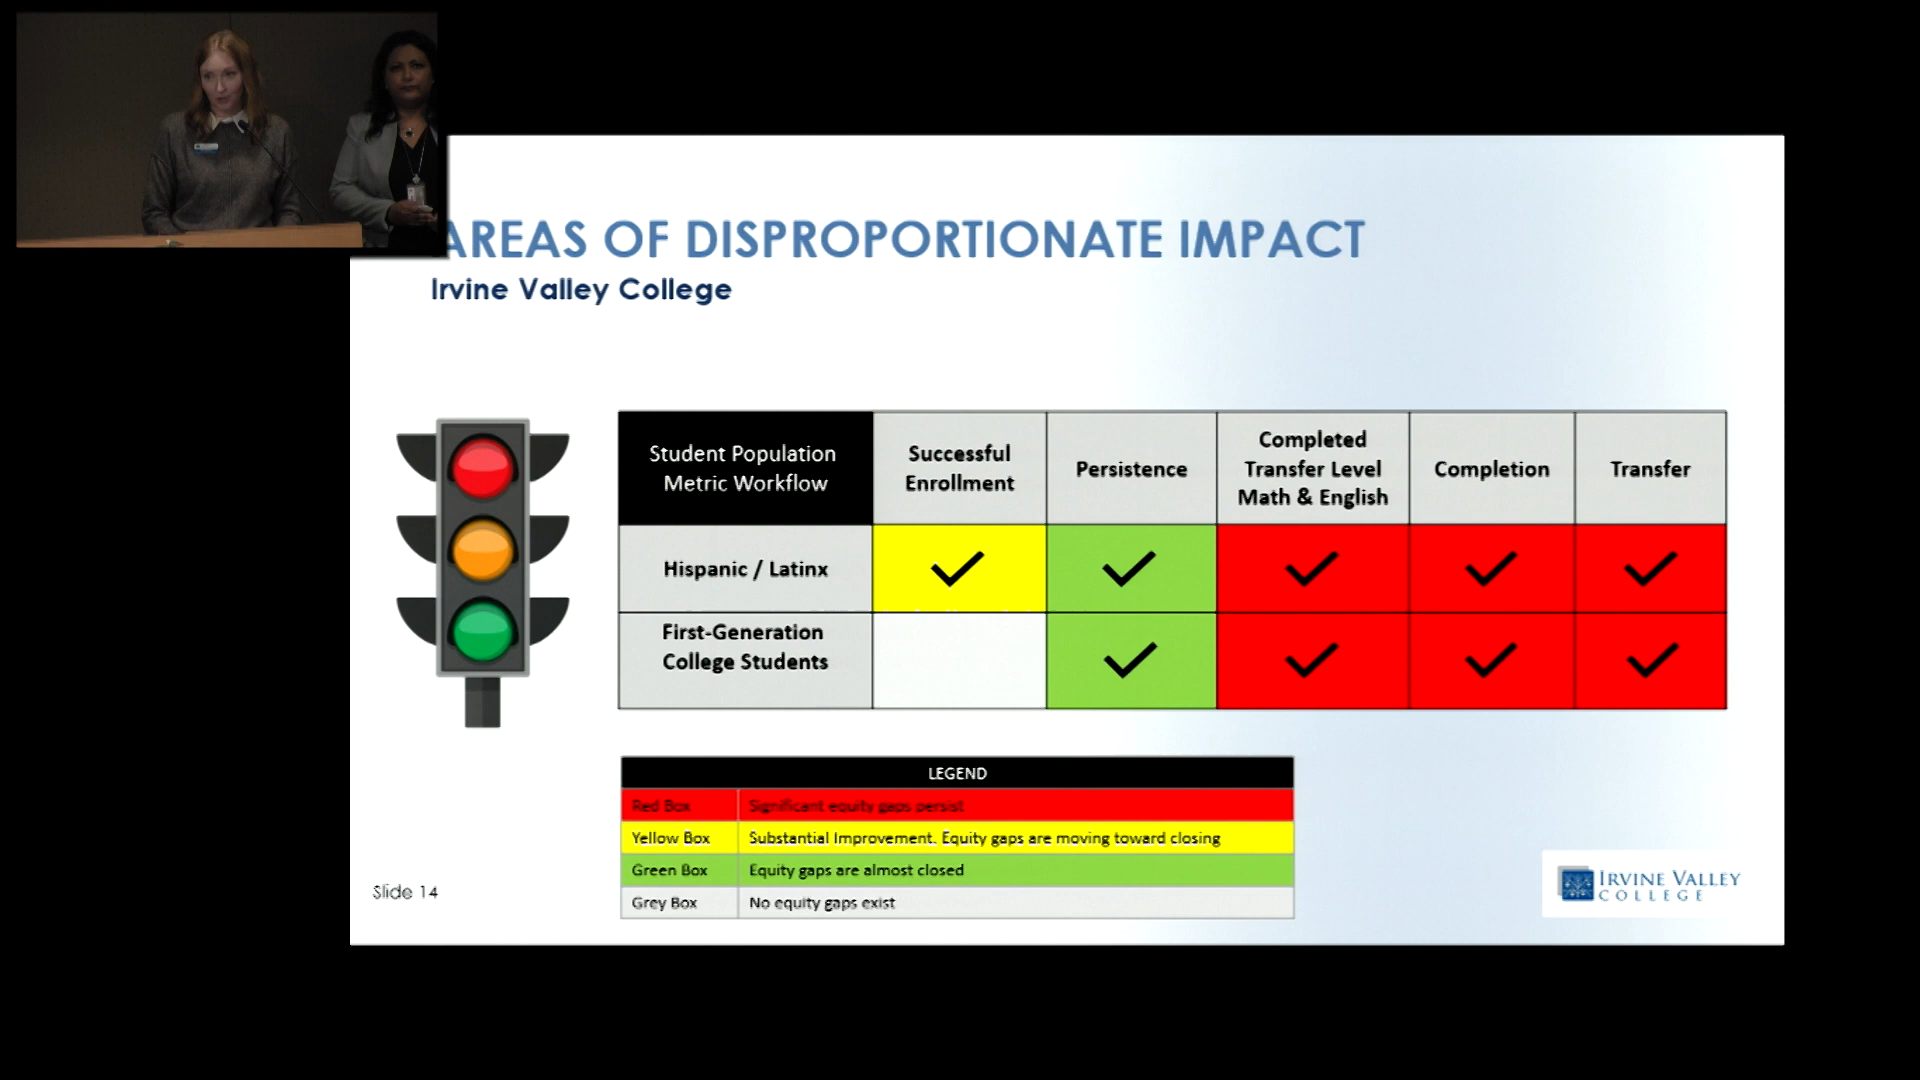 AREAS OF DISPROPORTIONATE IMPACT
Irvine Valley College
Student Population
Metric Workflow
Successful
Enrollment
Persistence
Completed
Transfer Level
Math & English
Completion
Transfer
Hispanic / Latinx
First-Generation
College Students
LEGEND
Red Box
Significant equity gaps persist
Yellow Box
Substantial Improvement. Equity gaps are moving toward closing
Green Box
Equity gaps are almost closed
Grey Box
No equity gaps exist
Slide 14
IRVINE VALLEY
COLLEGE